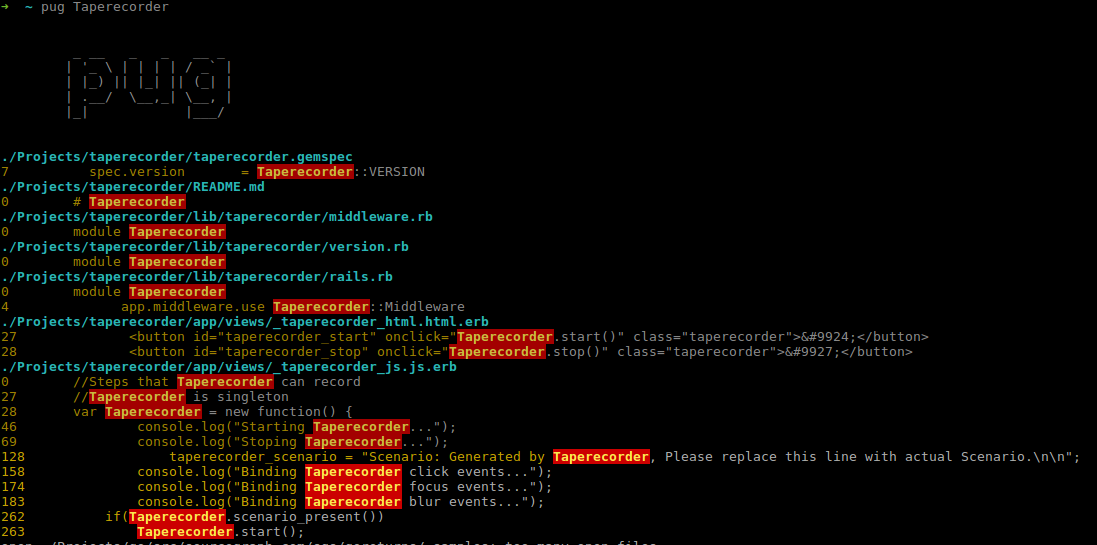 ➜  ~ pug Taperecorder
 _ __  _   _  __ _
| '_ \| | | |/ _` |
| |_) || |_| || (_| |
| .__/  \__,_| \__, |
|_|            |___/
./Projects/taperecorder/taperecorder.gemspec
7          spec.version       = Taperecorder::VERSION
./Projects/taperecorder/README.md
0        # Taperecorder
./Projects/taperecorder/lib/taperecorder/middleware.rb
0        module Taperecorder
./Projects/taperecorder/lib/taperecorder/version.rb
0        module Taperecorder
./Projects/taperecorder/lib/taperecorder/rails.rb
0        module Taperecorder
4              app.middleware.use Taperecorder::Middleware
./Projects/taperecorder/app/views/_taperecorder_html.html.erb
27              <button id="taperecorder_start" onclick="Taperecorder.start()" class="taperecorder">&#9924;</button>
28              <button id="taperecorder_stop" onclick="Taperecorder.stop()" class="taperecorder">&#9927;</button>
./Projects/taperecorder/app/views/_taperecorder_js.js.erb
0        //Steps that Taperecorder can record
27       //Taperecorder is singleton
28       var Taperecorder = new function() {
46               console.log("Starting Taperecorder...");
69               console.log("Stoping Taperecorder...");
128                  taperecorder_scenario = "Scenario: Generated by Taperecorder, Please replace this line with actual Scenario.\n\n";
158              console.log("Binding Taperecorder click events...");
174              console.log("Binding Taperecorder focus events...");
183              console.log("Binding Taperecorder blur events...");
262          if(Taperecorder.scenario_present())
263              Taperecorder.start();